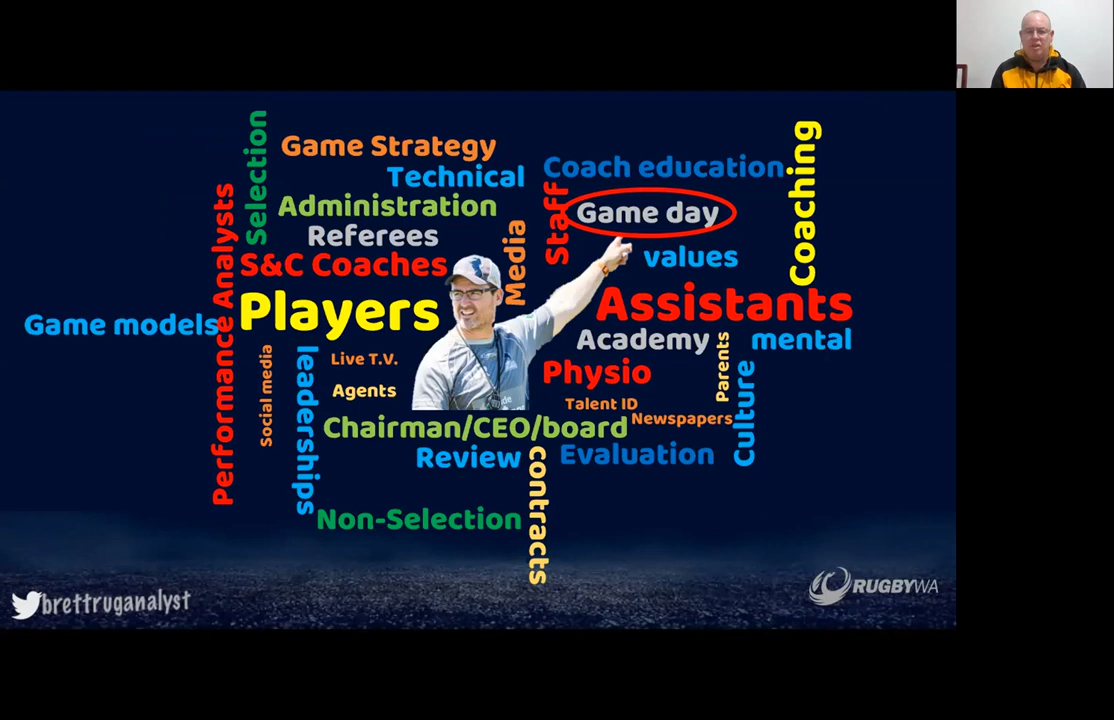 Selection
Game Strategy
Technical
Administration
Referees
S&C Coaches
Players
Performance Analysts
Game models
Media
Coach education
Staff
Game day
values
Coaching
Assistants
Academy
mental
Parents
Physio
Culture
Talent ID
Newspapers
Social media
leaderships
Live T.V.
Agents
Chairman/CEO/board
Review
contracts
Evaluation
Non-Selection
brettruganalyst
RUGBYWA